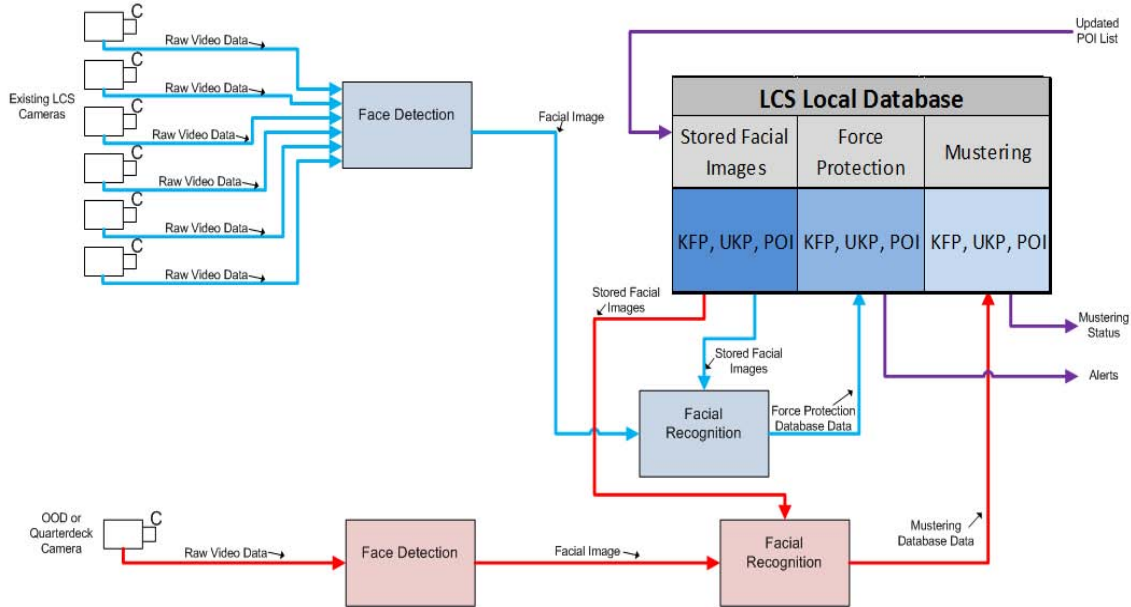 C
Raw Video Data
C
Raw Video Data
Existing LCS
Cameras
C
Raw Video Data
C
Raw Video Data
C
Raw Video Data
C
Raw Video Data
Face Detection
Facial Image
Updated
POI List
LCS Local Database
Stored Facial
Images
Force
Protection
Mustering
KFP, UKP, POI
KFP, UKP, POI
KFP, UKP, POI
Stored Facial
Images
Stored Facial
Images
Mustering
Status
Alerts
Facial
Recognition
Force Protection
Database Data
OOD or
Quarterdeck
Camera
C
Raw Video Data
Face Detection
Facial Image
Facial
Recognition
Mustering
Database Data